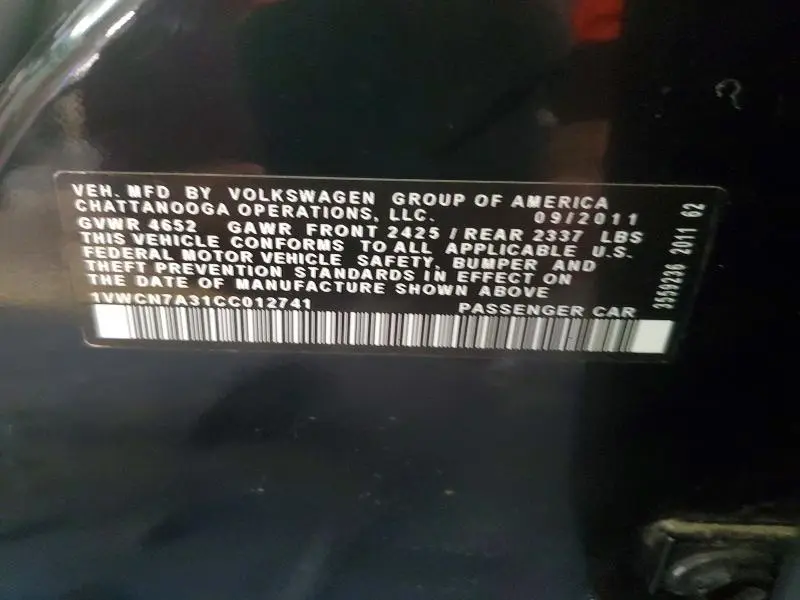 VEH. MFD BY VOLKSWAGEN GROUP OF AMERICA
CHATTANOOGA OPERATIONS, LLC. 09/2011
GVWR 4652 GAWR FRONT 2425 / REAR 2337 LBS
THIS VEHICLE CONFORMS TO ALL APPLICABLE U.S.
FEDERAL MOTOR VEHICLE SAFETY, BUMPER AND
THEFT PREVENTION STANDARDS IN EFFECT ON
THE DATE OF MANUFACTURE SHOWN ABOVE
1VWCN7A31CC012741 PASSENGER CAR
3559236 2011 62